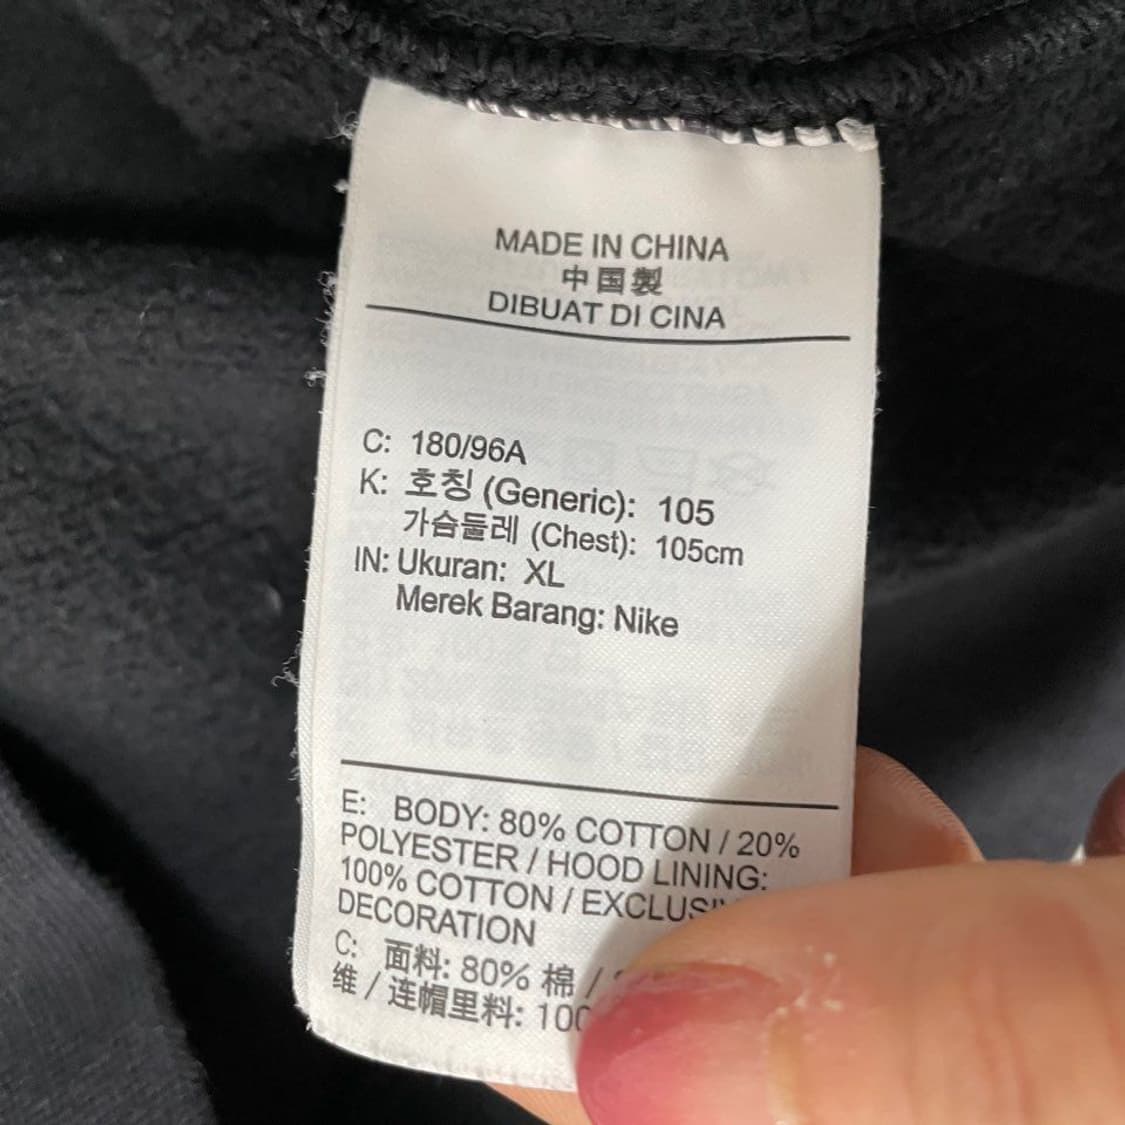 MADE IN CHINA
中国製
DIBUAT DI CINA
C: 180/96A
K: 호칭 (Generic): 105
가슴둘레 (Chest): 105cm
IN: Ukuran: XL
Merek Barang: Nike
E: BODY: 80% COTTON / 20%
POLYESTER / HOOD LINING:
100% COTTON / EXCLUSIV
DECORATION
C: 面料: 80% 棉 /
维 / 连帽里料: 100